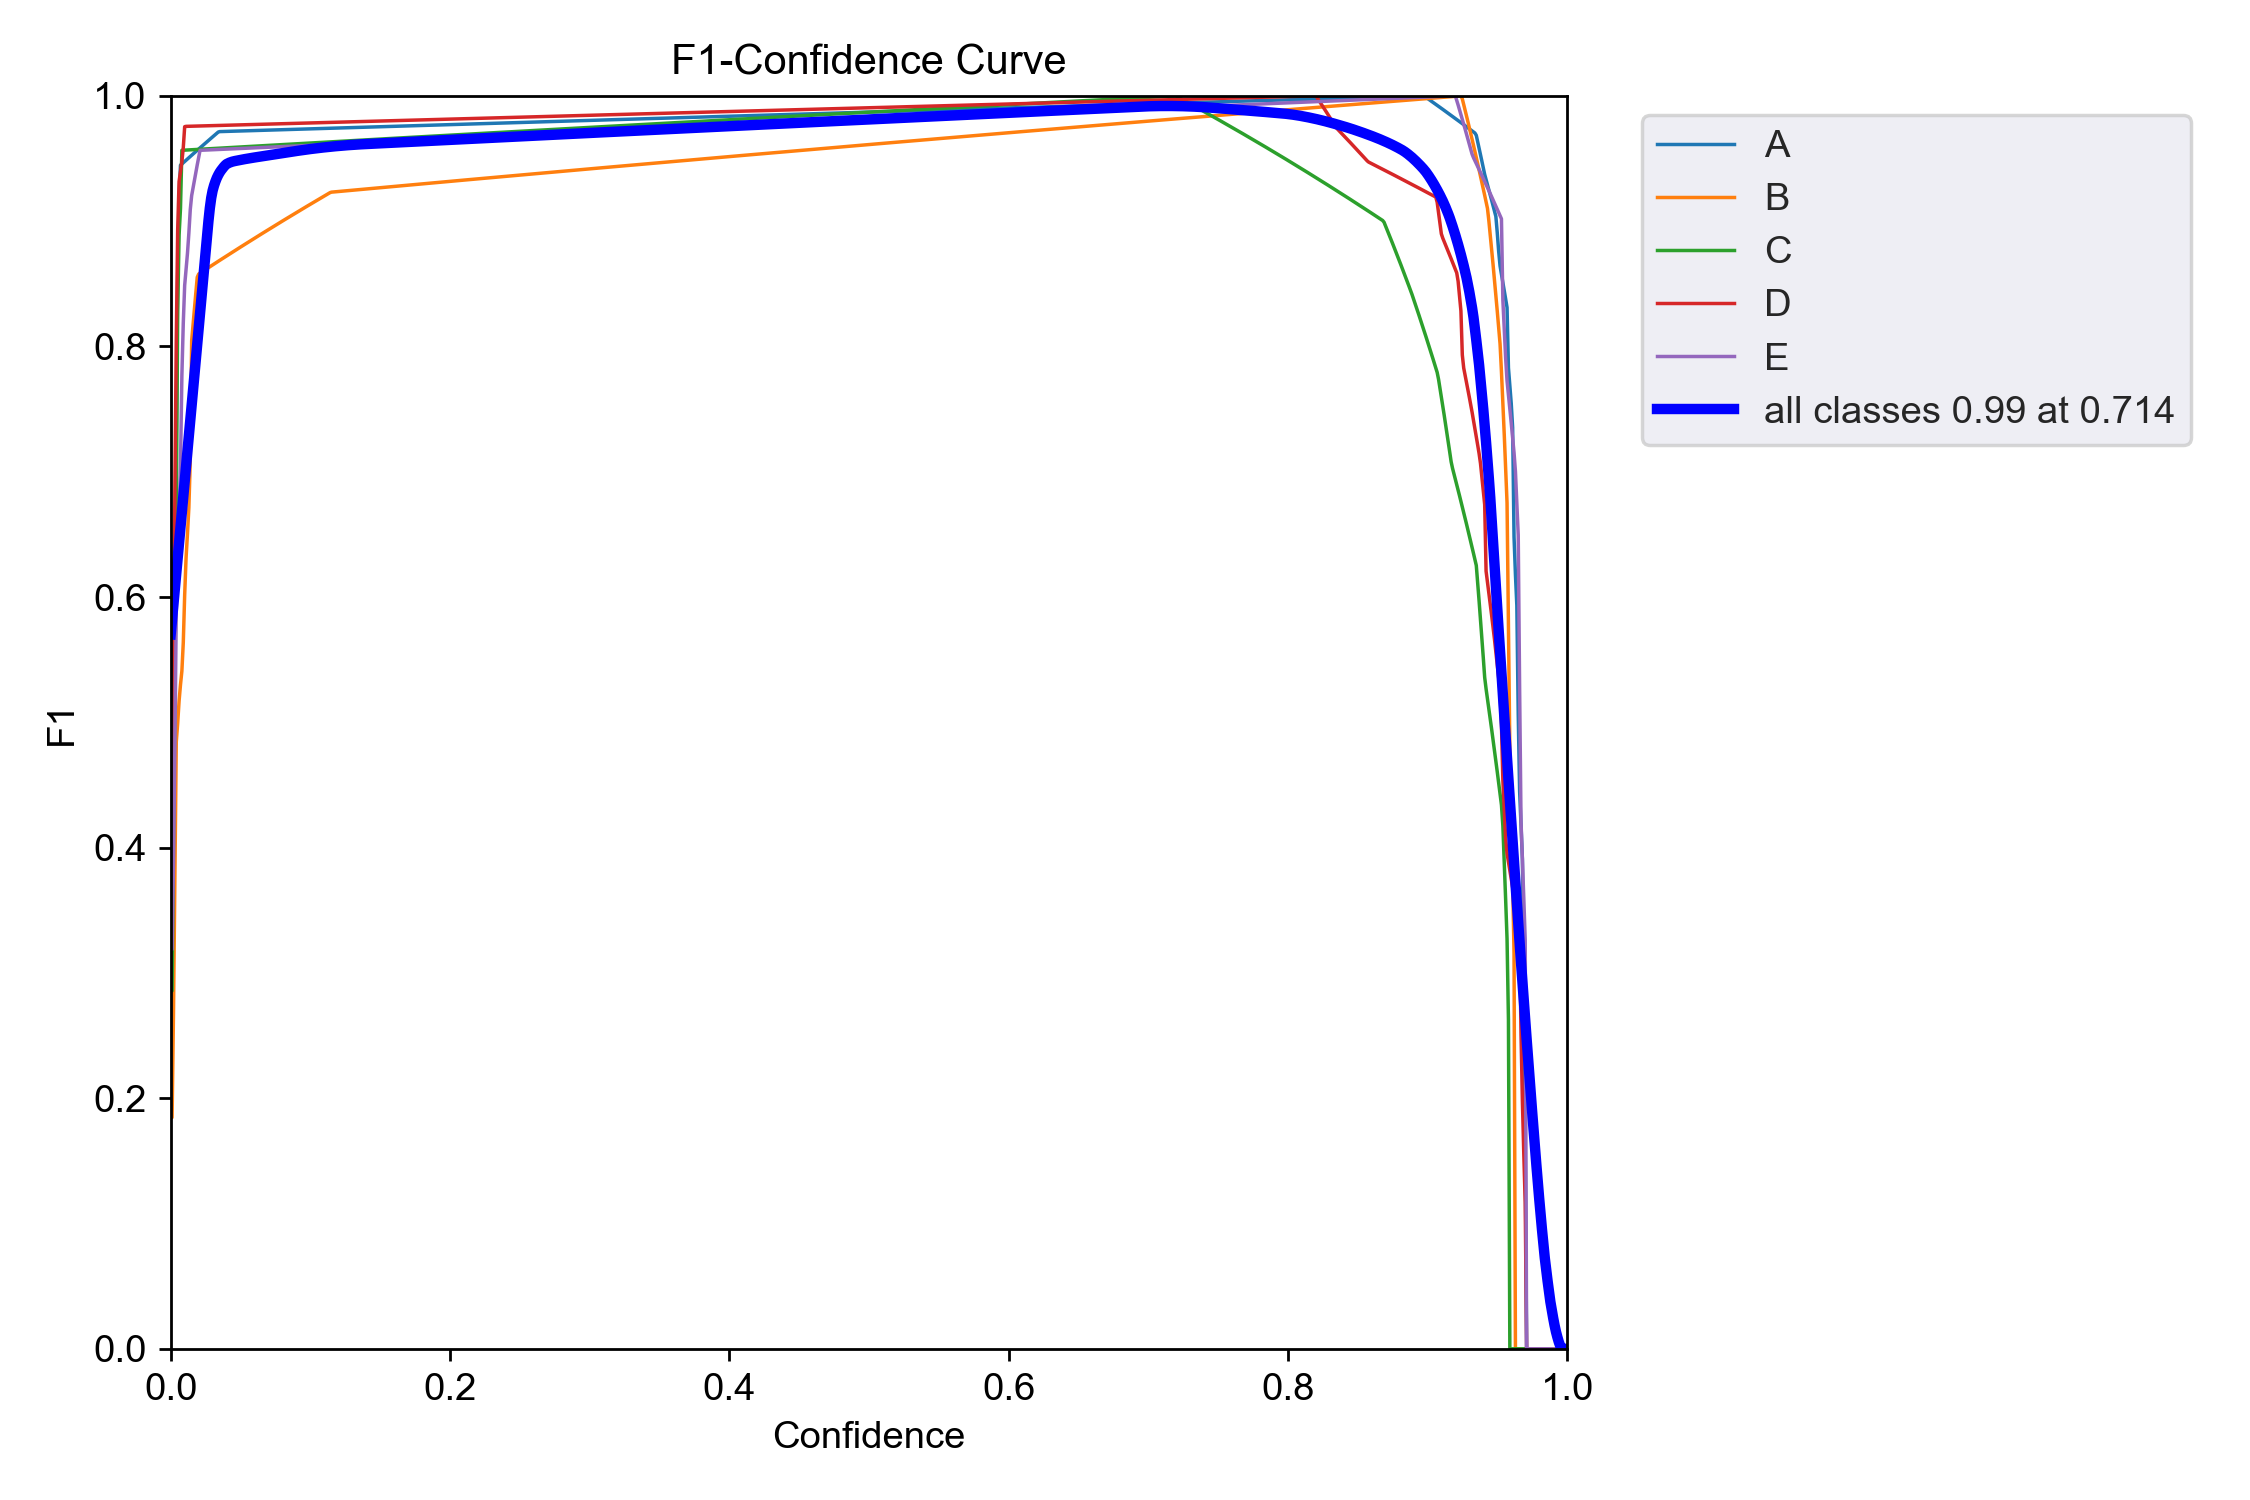 F1-Confidence Curve
1.0
0.8
0.6
0.4
0.2
0.0
F1
0.0 0.2 0.4 0.6 0.8 1.0
Confidence
A
B
C
D
E
all classes 0.99 at 0.714